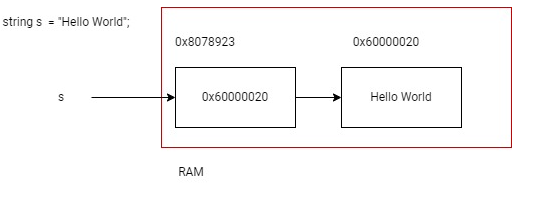 string s = "Hello World";
0x8078923
0x60000020
s
0x60000020
Hello World
RAM